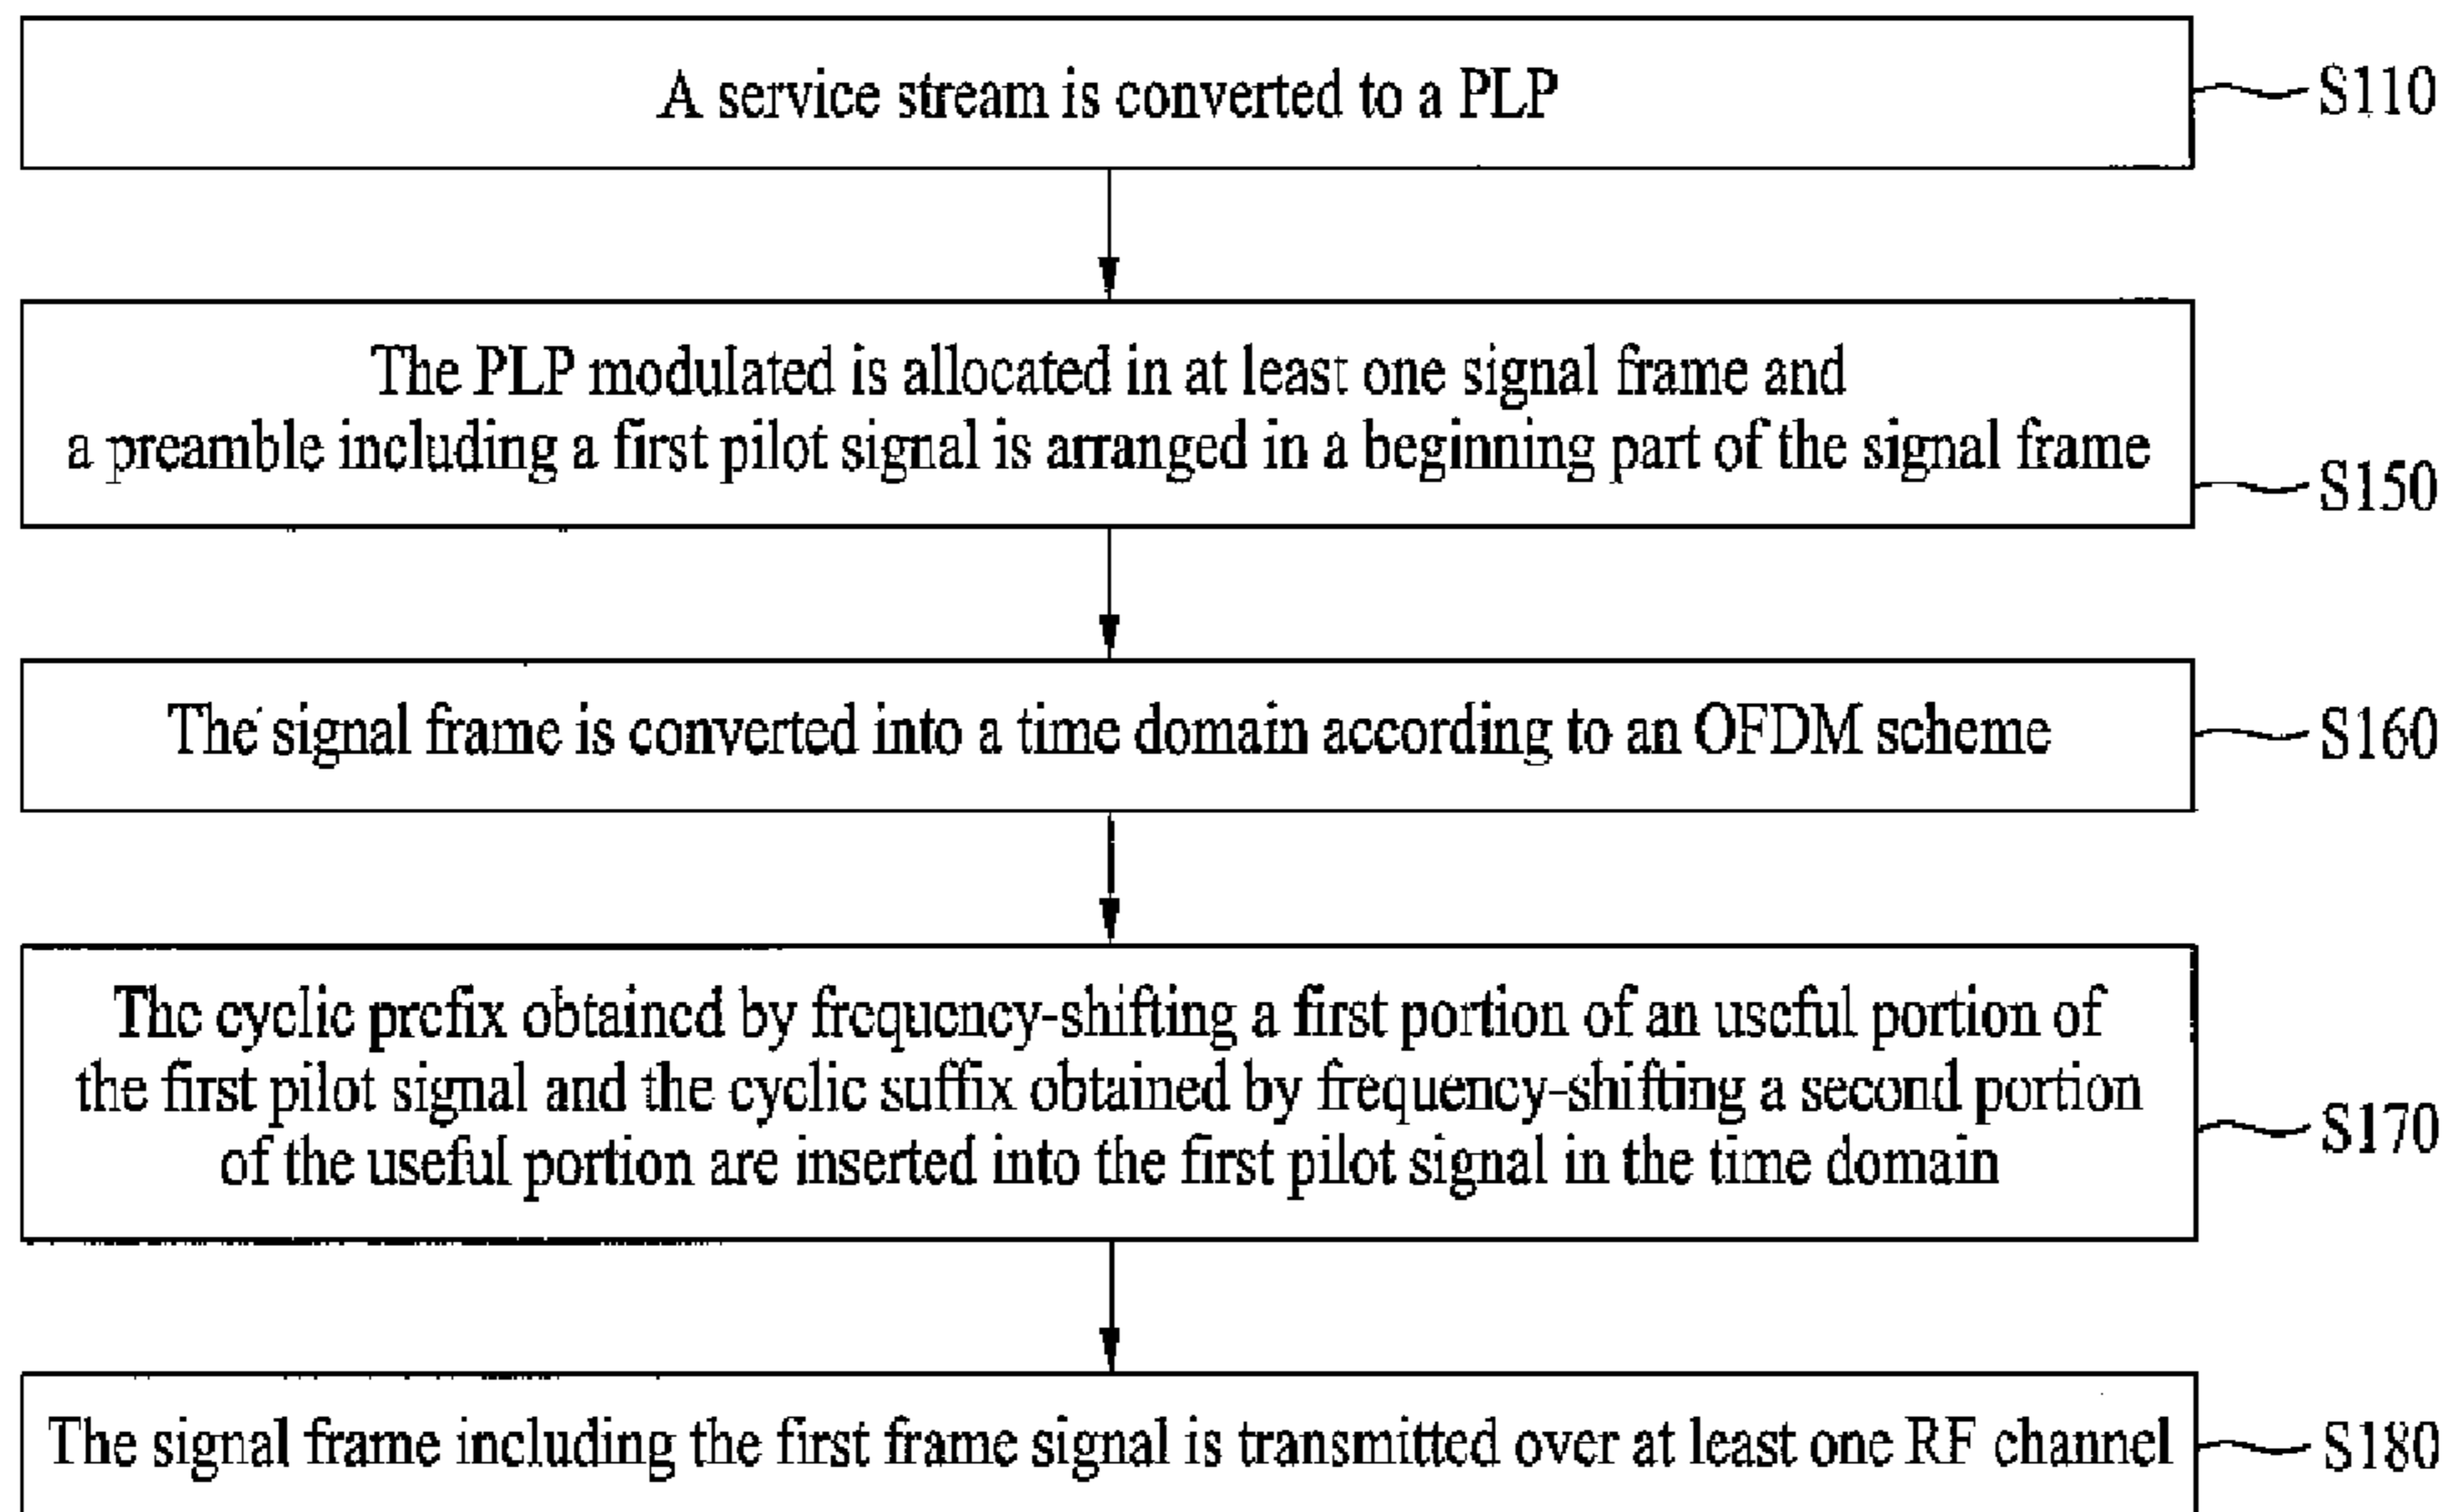 A service stream is converted to a PLP
S110
The PLP modulated is allocated in at least one signal frame and
a preamble including a first pilot signal is arranged in a beginning part of the signal frame
S150
The signal frame is converted into a time domain according to an OFDM scheme
S160
The cyclic prefix obtained by frequency-shifting a first portion of an useful portion of
the first pilot signal and the cyclic suffix obtained by frequency-shifting a second portion
of the useful portion are inserted into the first pilot signal in the time domain
S170
The signal frame including the first frame signal is transmitted over at least one RF channel
S180